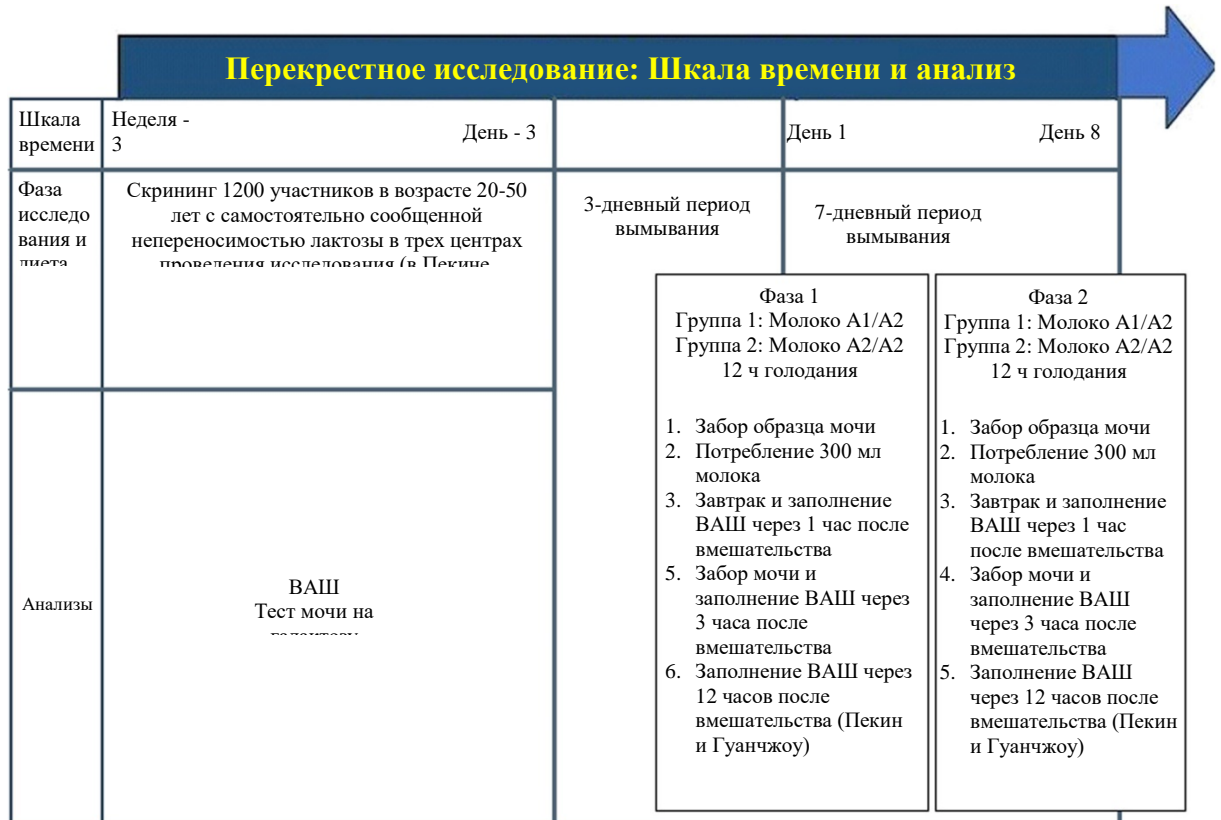 Перекрестное исследование: Шкала времени и анализ
Шкала
времени
Неделя -
3
День - 3
День 1
День 8
Фаза
исследо
вания и
диета
Скрининг 1200 участников в возрасте 20-50
лет с самостоятельно сообщенной
непереносимостью лактозы в трех центрах
проведения исследования (в Пекине
3-дневный период
вымывания
7-дневный период
вымывания
Фаза 1
Группа 1: Молоко А1/А2
Группа 2: Молоко А2/А2
12 ч голодания
1. Забор образца мочи
2. Потребление 300 мл
молока
3. Завтрак и заполнение
ВАШ через 1 час после
вмешательства
5. Забор мочи и
заполнение ВАШ через
3 часа после
вмешательства
6. Заполнение ВАШ через
12 часов после
вмешательства (Пекин
и Гуанчжоу)
Фаза 2
Группа 1: Молоко А1/А2
Группа 2: Молоко А2/А2
12 ч голодания
1. Забор образца мочи
2. Потребление 300 мл
молока
3. Завтрак и заполнение
ВАШ через 1 час
после вмешательства
4. Забор мочи и
заполнение ВАШ
через 3 часа после
вмешательства
5. Заполнение ВАШ
через 12 часов после
вмешательства (Пекин
и Гуанчжоу)
Анализы
ВАШ
Тест мочи на
галактозу